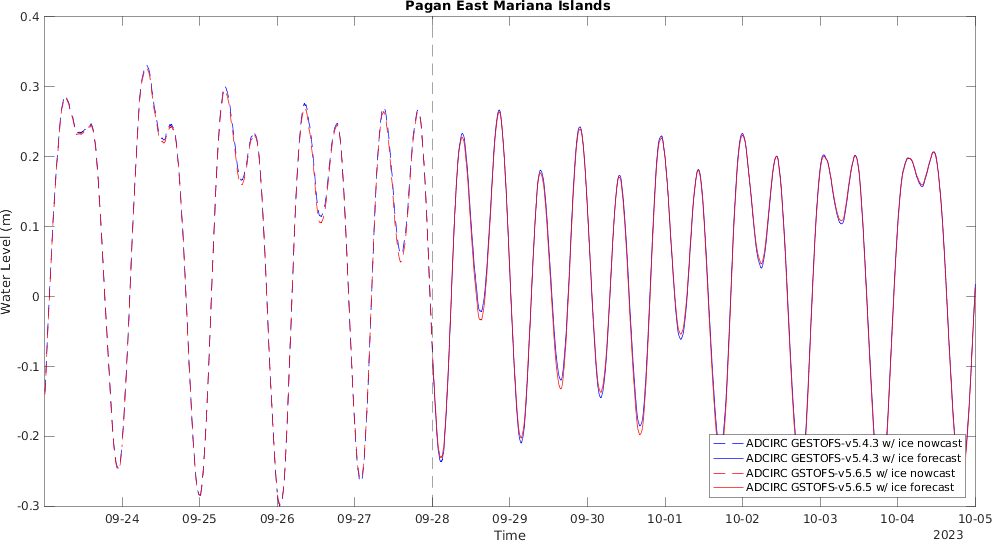 Pagan East Mariana Islands
0.4
0.3
0.2
0.1
0
-0.1
-0.2
-0.3
Water Level (m)
09-24 09-25 09-26 09-27 09-28 09-29 09-30 10-01 10-02 10-03 10-04 10-05
Time
2023
ADCIRC GESTOFS-v5.4.3 w/ ice nowcast
ADCIRC GESTOFS-v5.4.3 w/ ice forecast
ADCIRC GSTOFS-v5.6.5 w/ ice nowcast
ADCIRC GSTOFS-v5.6.5 w/ ice forecast